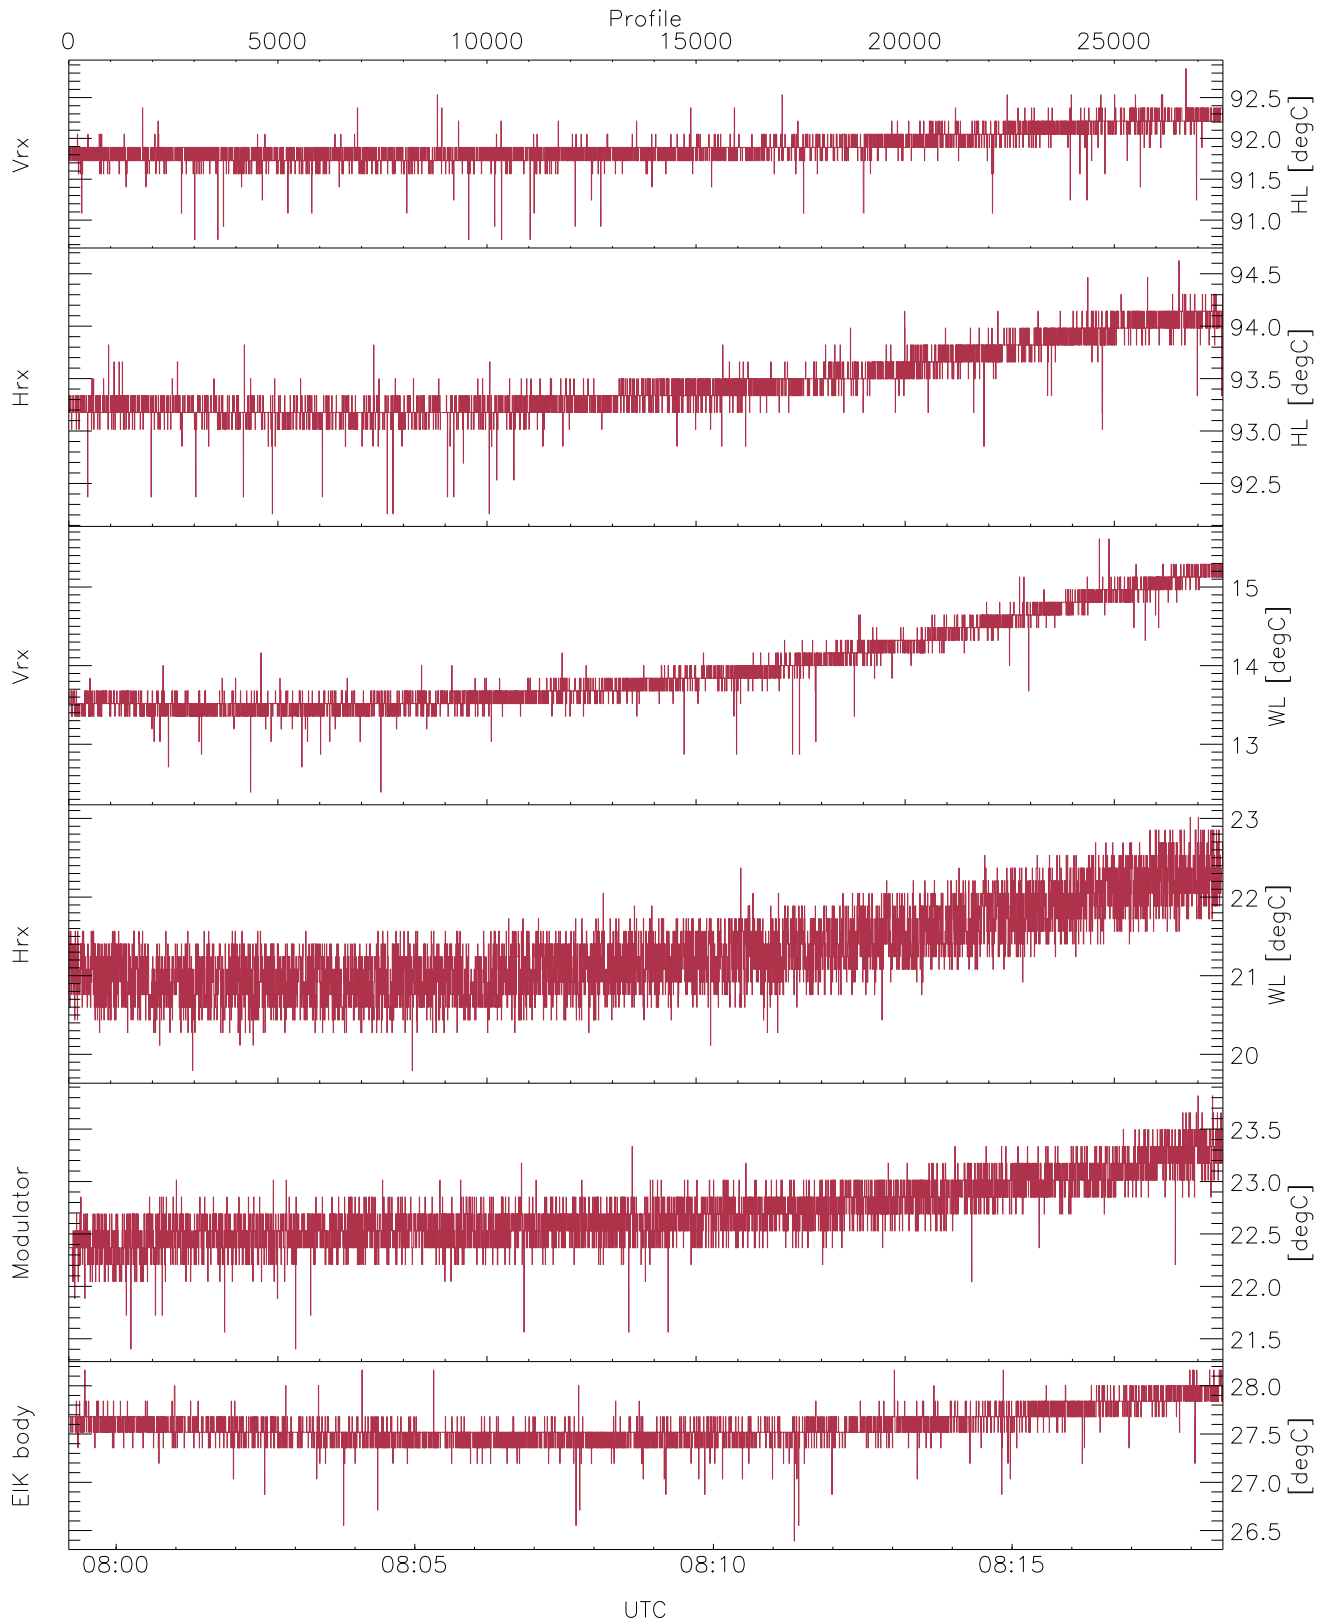 Profile
0 5000 10000 15000 20000 25000
Vrx
92.5
92.0
91.5
91.0
HL [degC]
Hrx
94.5
94.0
93.5
93.0
92.5
HL [degC]
Vrx
15
14
13
WL [degC]
Hrx
23
22
21
20
WL [degC]
Modulator
23.5
23.0
22.5
22.0
21.5
[degC]
EIK body
28.0
27.5
27.0
26.5
[degC]
08:00 08:05 08:10 08:15
UTC